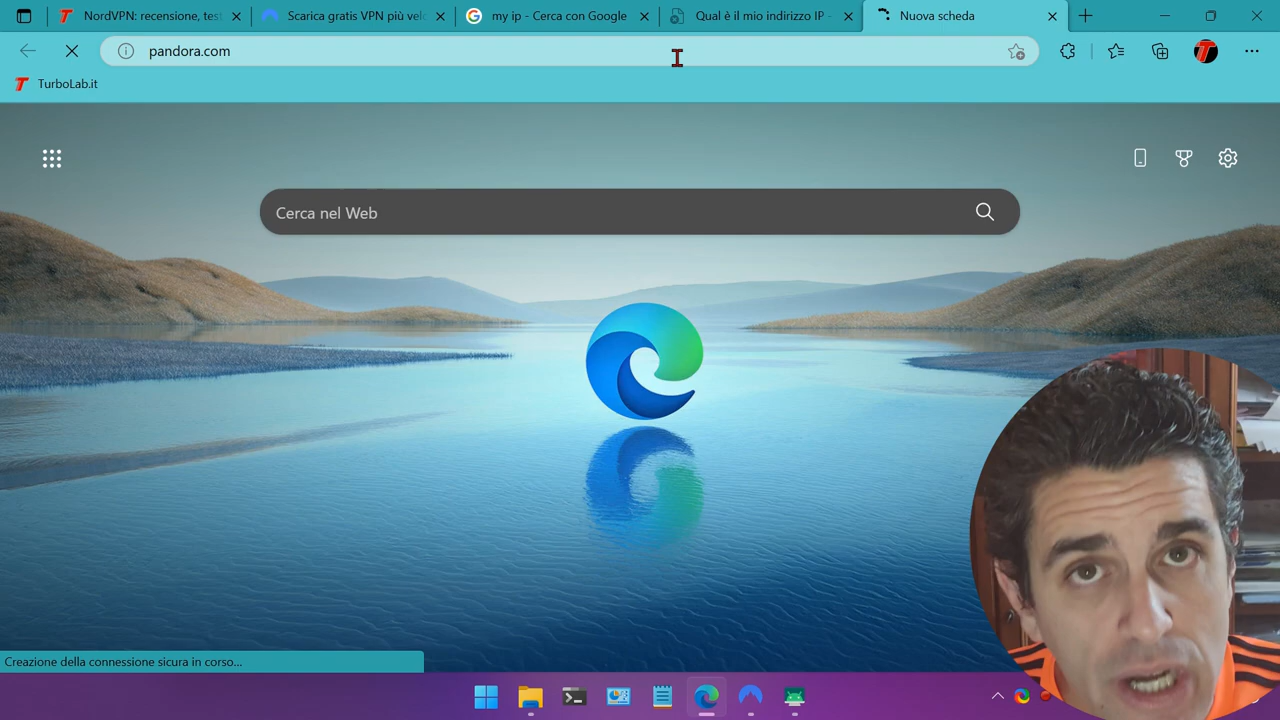 NordVPN: recensione, tes
Scarica gratis VPN più velo
my ip - Cerca con Google
Qual è il mio indirizzo IP -
Nuova scheda
pandora.com
TurboLab.it
Cerca nel Web
Creazione della connessione sicura in corso...